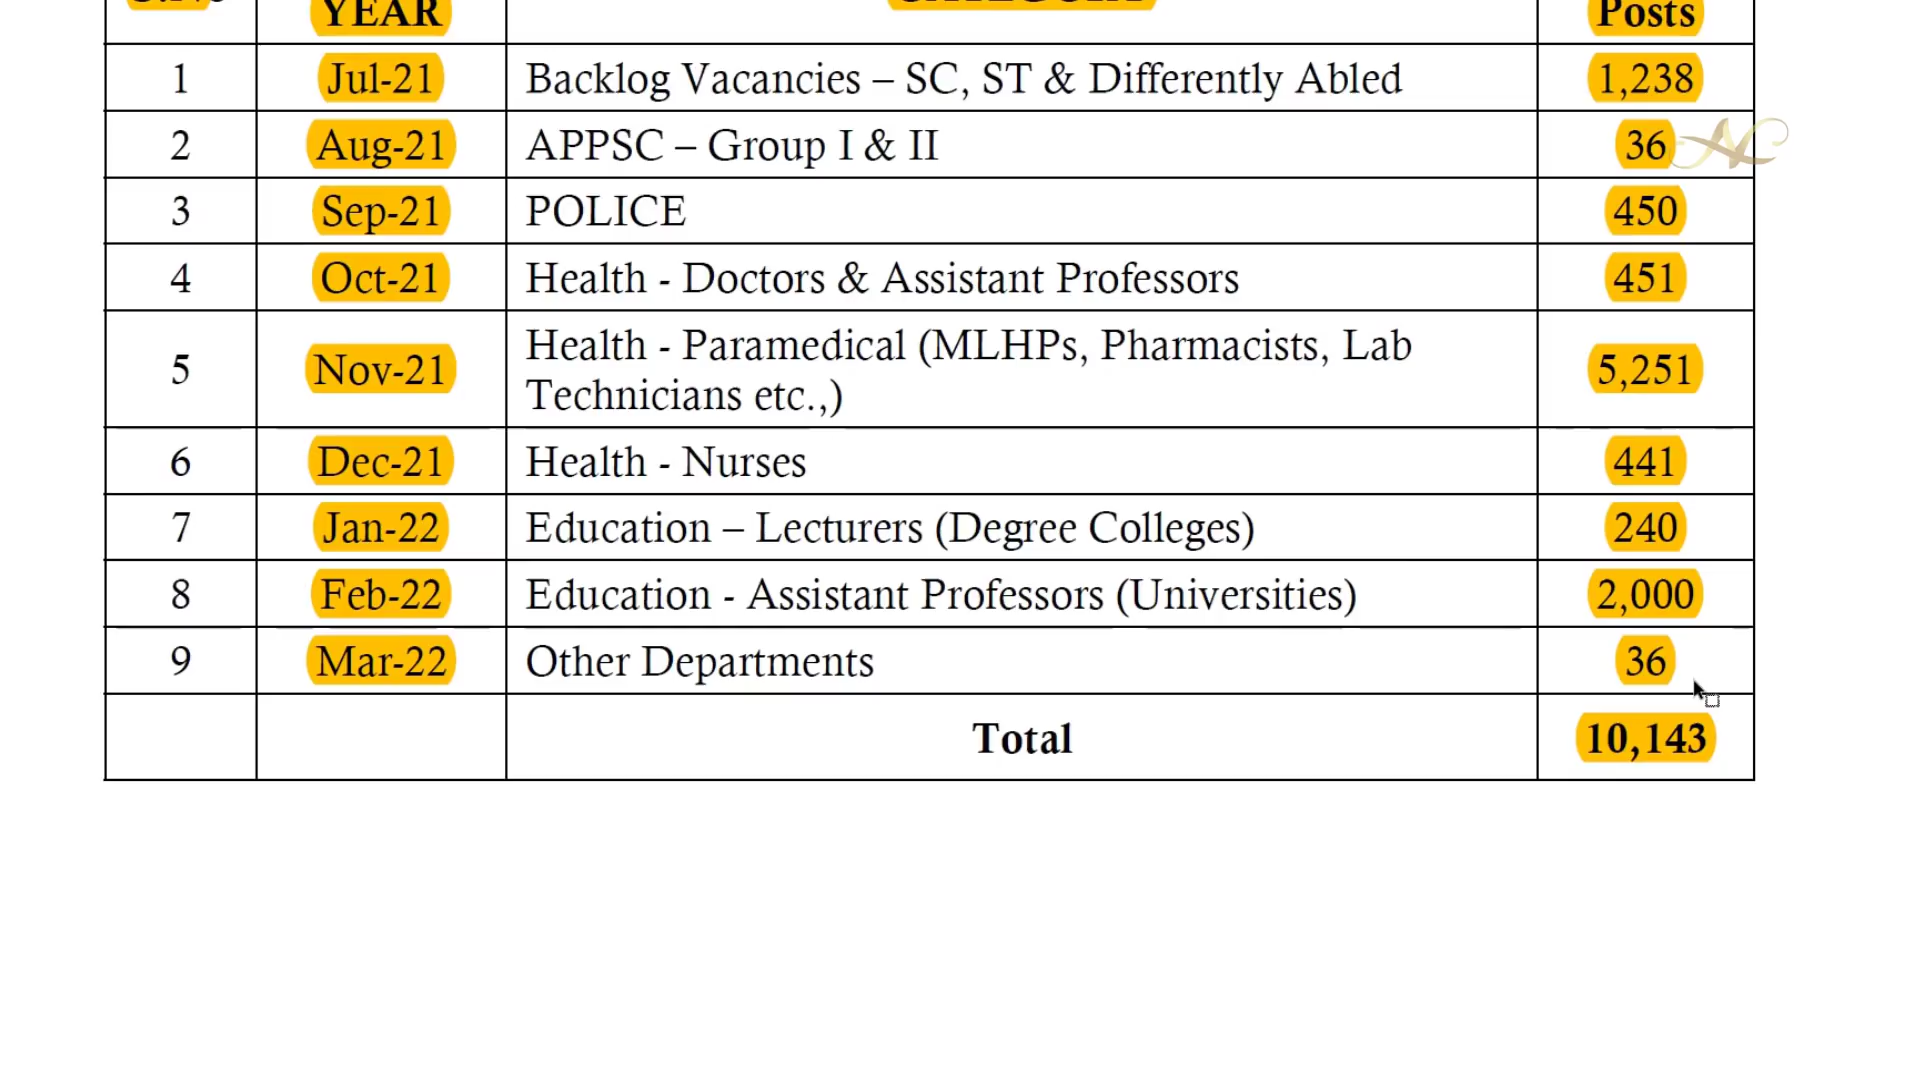 YEAR Posts
1 Jul-21 Backlog Vacancies – SC, ST & Differently Abled 1,238
2 Aug-21 APPSC – Group I & II 36
3 Sep-21 POLICE 450
4 Oct-21 Health - Doctors & Assistant Professors 451
5 Nov-21 Health - Paramedical (MLHPs, Pharmacists, Lab
Technicians etc.,) 5,251
6 Dec-21 Health - Nurses 441
7 Jan-22 Education – Lecturers (Degree Colleges) 240
8 Feb-22 Education - Assistant Professors (Universities) 2,000
9 Mar-22 Other Departments 36
Total 10,143